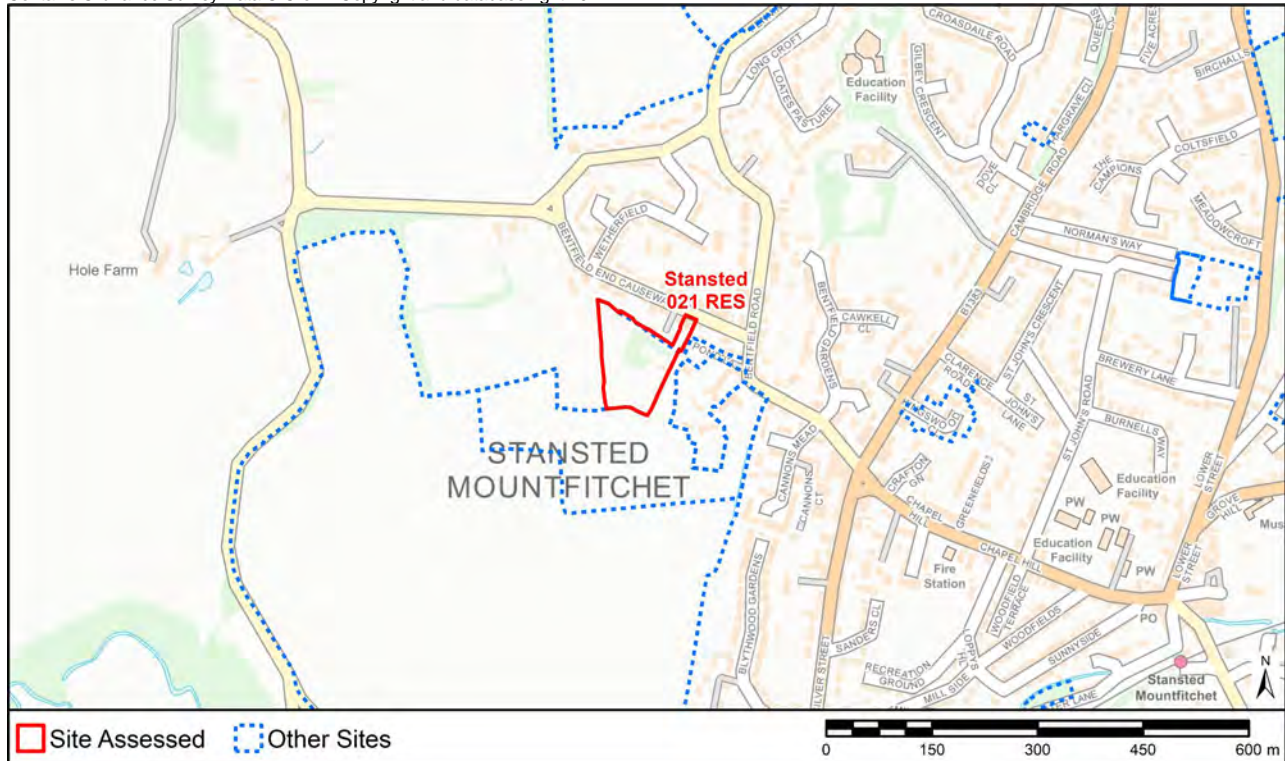 LONG CROFT
LOATES PASTURE
Education
Facility
GILBEY CRESCENT
CROASDAILE ROAD
FIVE ACRES
BIRCHALLS
HARGRAVE CL
COLTSFIELD
THE
CAMPIONS
DOVE
CL
CAMBRIDGE ROAD
MEADOWCROFT
NORMAN'S WAY
WETHERFIELD
BENTFIELD END CAUSEWAY
Hole Farm
Stansted
021 RES
BENTFIELD ROAD
BENTFIELD GARDENS
CAWKELL
CL
B1383
ST JOHN'S CRESCENT
CLARENCE
ROAD
ST
JOHN'S
LANE
ST JOHN'S ROAD
BREWERY LANE
BURNELLS
WAY
STANSTED
MOUNTFITCHET
CANNONS MEAD
CANNONS
CT
CRAFTON
GN
GREENFIELDS
CHAPEL
HILL
CHAPEL HILL
Education
Facility
PW
PW
Education
Facility
PW
LOWER
STREET
LOWER
STREET
GROVE HILL
Fire
Station
BLYTHWOOD GARDENS
SANDERS CL
SILVER STREET
RECREATION
GROUND
MILL SIDE
WOODFIELD
TERRACE
WOODFIELDS
SUNNYSIDE
PO
Stansted
Mountfitchet
N
Site Assessed
Other Sites
0 150 300 450 600 m